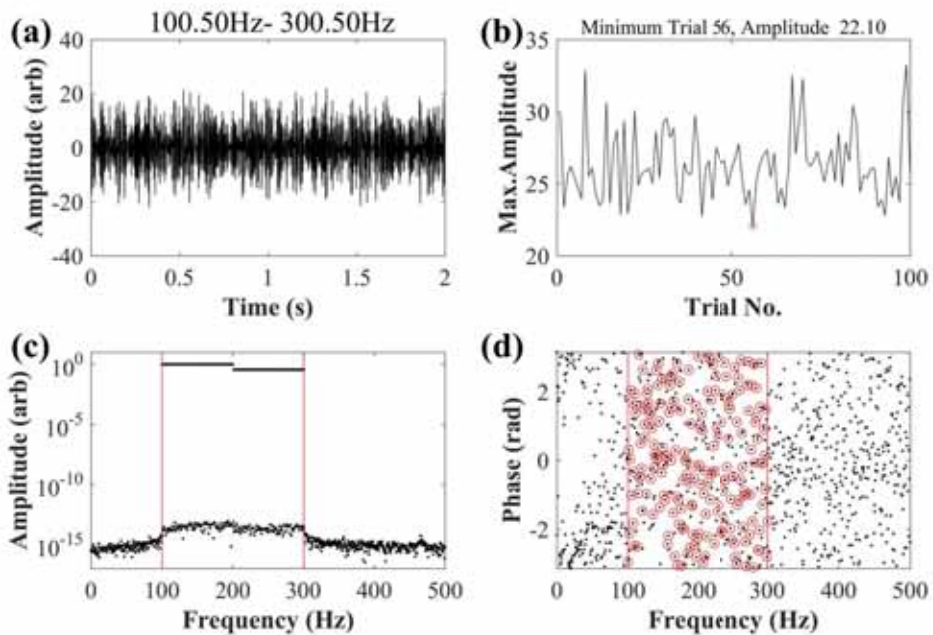 (a)
100.50Hz- 300.50Hz
Amplitude (arb)
40
20
0
-20
-40
0
0.5
1
1.5
2
Time (s)
(b)
Minimum Trial 56, Amplitude 22.10
Max.Amplitude
35
30
25
20
0
50
100
Trial No.
(c)
Amplitude (arb)
10^0
10^-5
10^-10
10^-15
0
100
200
300
400
500
Frequency (Hz)
(d)
Phase (rad)
2
0
-2
0
100
200
300
400
500
Frequency (Hz)